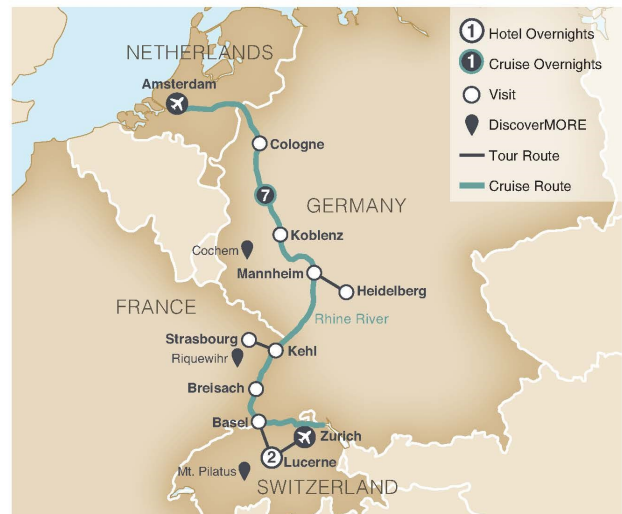 NETHERLANDS
Amsterdam
Cologne
7
GERMANY
Koblenz
Cochem
Mannheim
Heidelberg
FRANCE
Rhine River
Strasbourg
Kehl
Riquewihr
Breisach
Basel
Zurich
2
Lucerne
Mt. Pilatus
SWITZERLAND
1 Hotel Overnights
1 Cruise Overnights
Visit
DiscoverMORE
Tour Route
Cruise Route